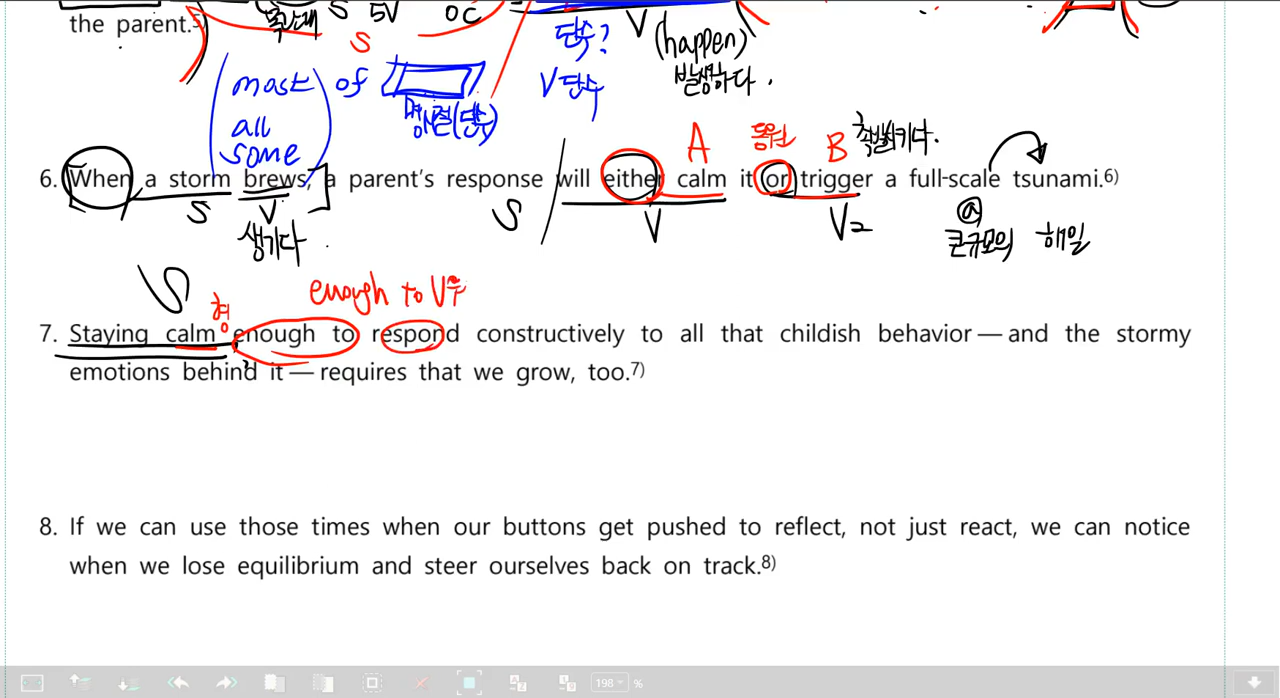 the parent.5)
목적재 S 5V OC
S
단수? V (happen)
발생하다.
most
all
some
of
명사절(단수)
V단수
A 동원 B 촉발시키다.
6. When a storm brews, a parent's response will either calm it or trigger a full-scale tsunami.6)
S V S V V2 ⓐ
생기다 큰규모의 해일
S 형 enough to V
7. Staying calm enough to respond constructively to all that childish behavior — and the stormy
emotions behind it — requires that we grow, too.7)
8. If we can use those times when our buttons get pushed to reflect, not just react, we can notice
when we lose equilibrium and steer ourselves back on track.8)
198 %